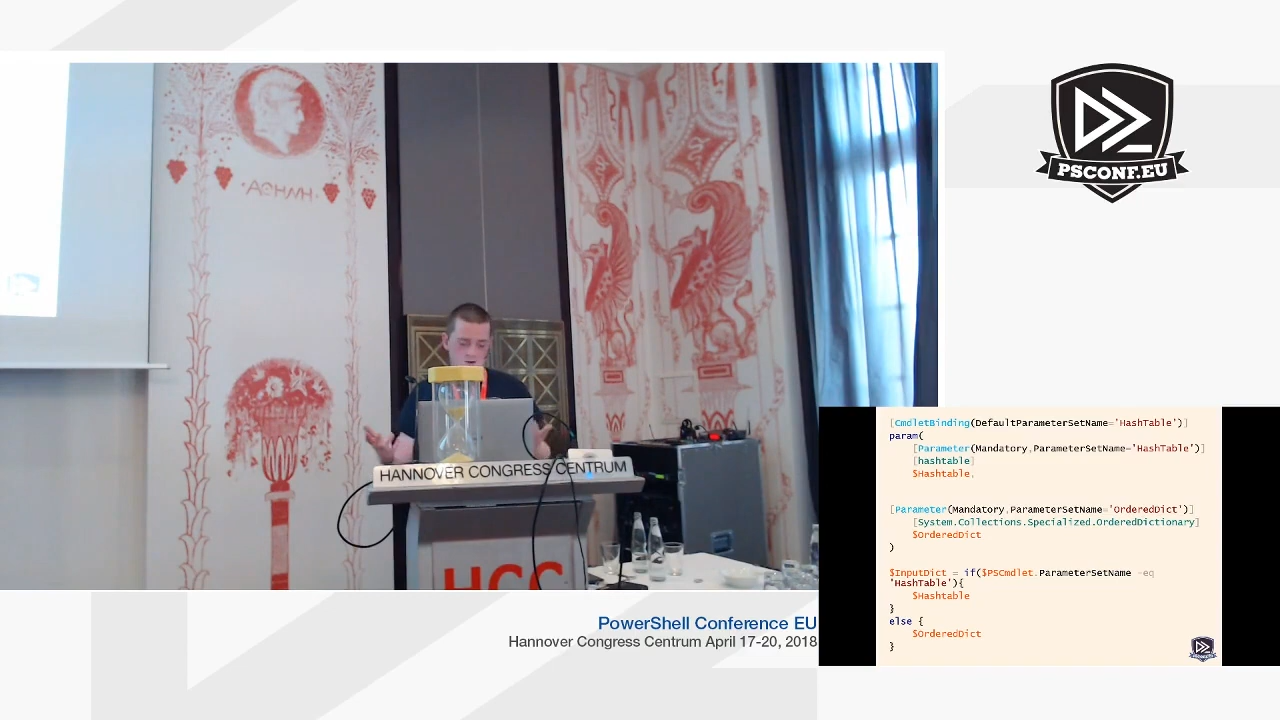 PSCONF.EU
·ΑΘΗΝΗ·
HANNOVER CONGRESS CENTRUM
HCC
PowerShell Conference EU
Hannover Congress Centrum April 17-20, 2018
[CmdletBinding(DefaultParameterSetName='HashTable')]
param(
[Parameter(Mandatory,ParameterSetName='HashTable')]
[hashtable]
$Hashtable,
[Parameter(Mandatory,ParameterSetName='OrderedDict')]
[System.Collections.Specialized.OrderedDictionary]
$OrderedDict
)
$InputDict = if($PSCmdlet.ParameterSetName -eq
'HashTable'){
$Hashtable
}
else {
$OrderedDict
}
PSCONF.EU